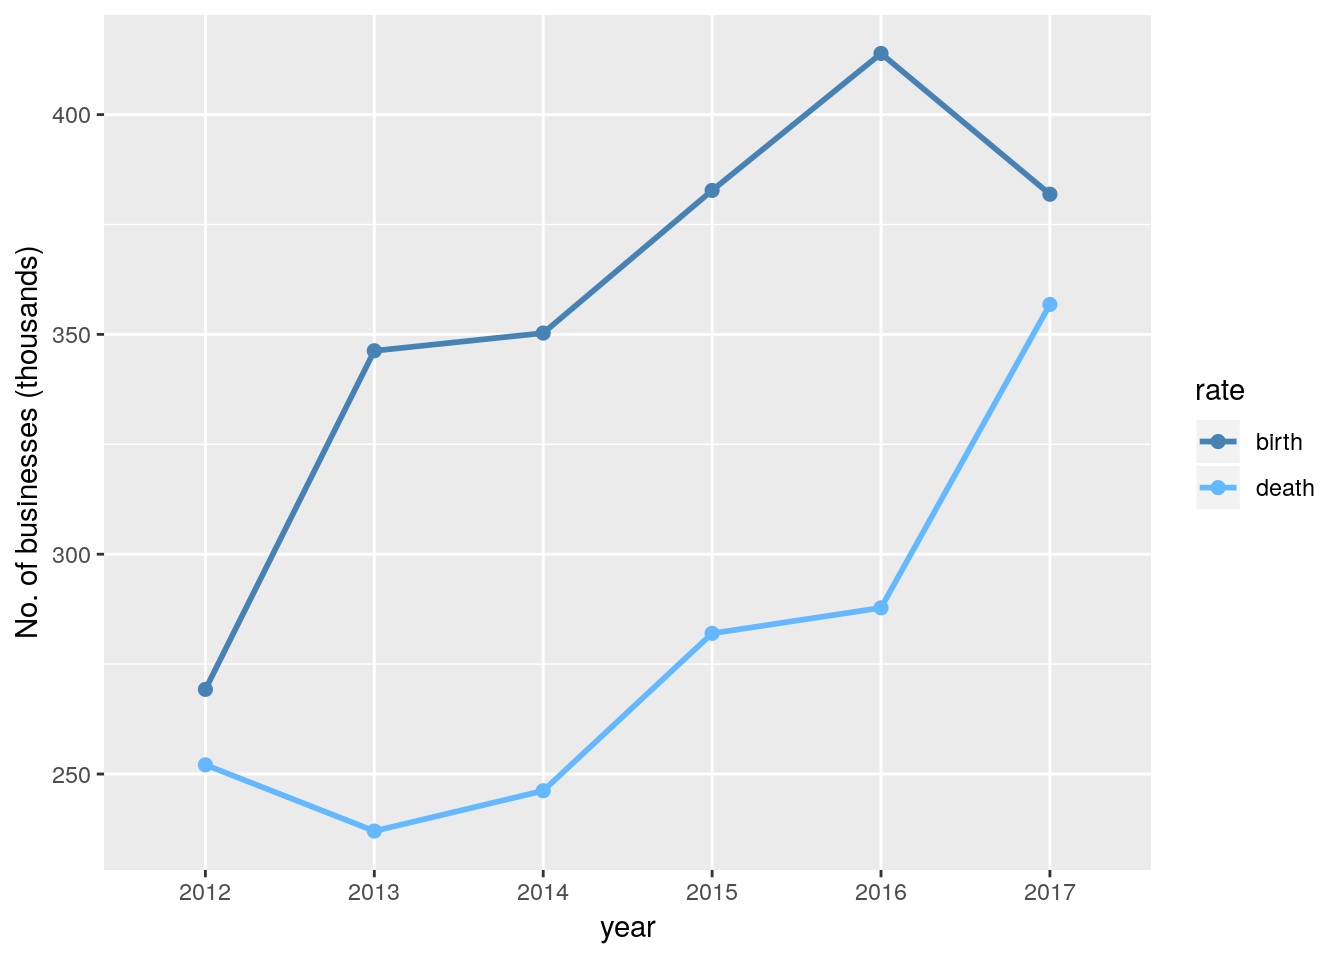 No. of businesses (thousands)
400
350
300
250
2012 2013 2014 2015 2016 2017
year
rate
birth
death